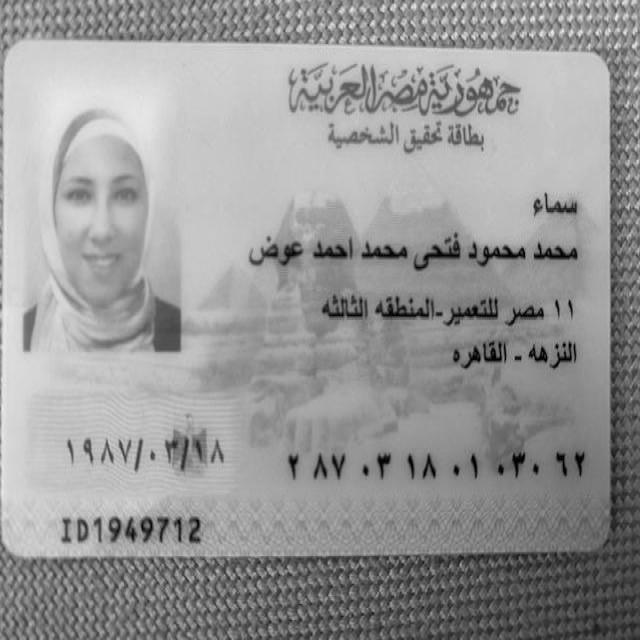 جمهورية مصر العربية
بطاقة تحقيق الشخصية
سماء
محمد محمود فتحى محمد احمد عوض
١١ مصر للتعمير-المنطقه الثالثه
النزهه - القاهره
١٩٨٧/٠٣/١٨
٢ ٨٧ ٠٣ ١٨ ٠١ ٠٣٠ ٦٢
ID1949712